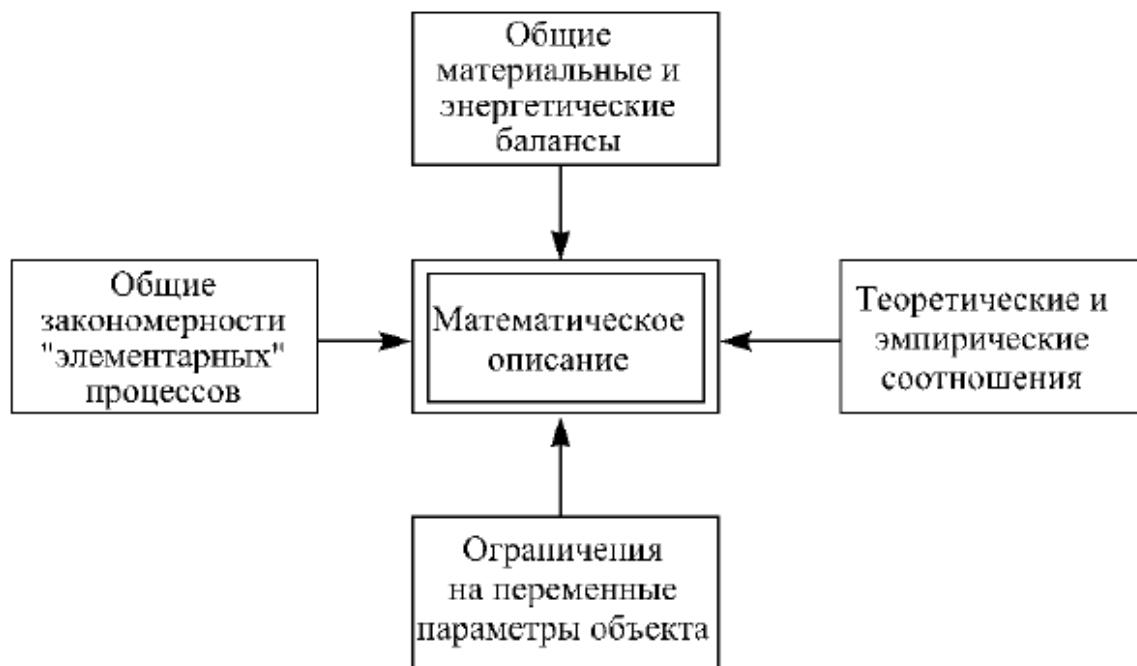 Общие
материальные и
энергетические
балансы
Общие
закономерности
"элементарных"
процессов
Математическое
описание
Теоретические и
эмпирические
соотношения
Ограничения
на переменные
параметры объекта